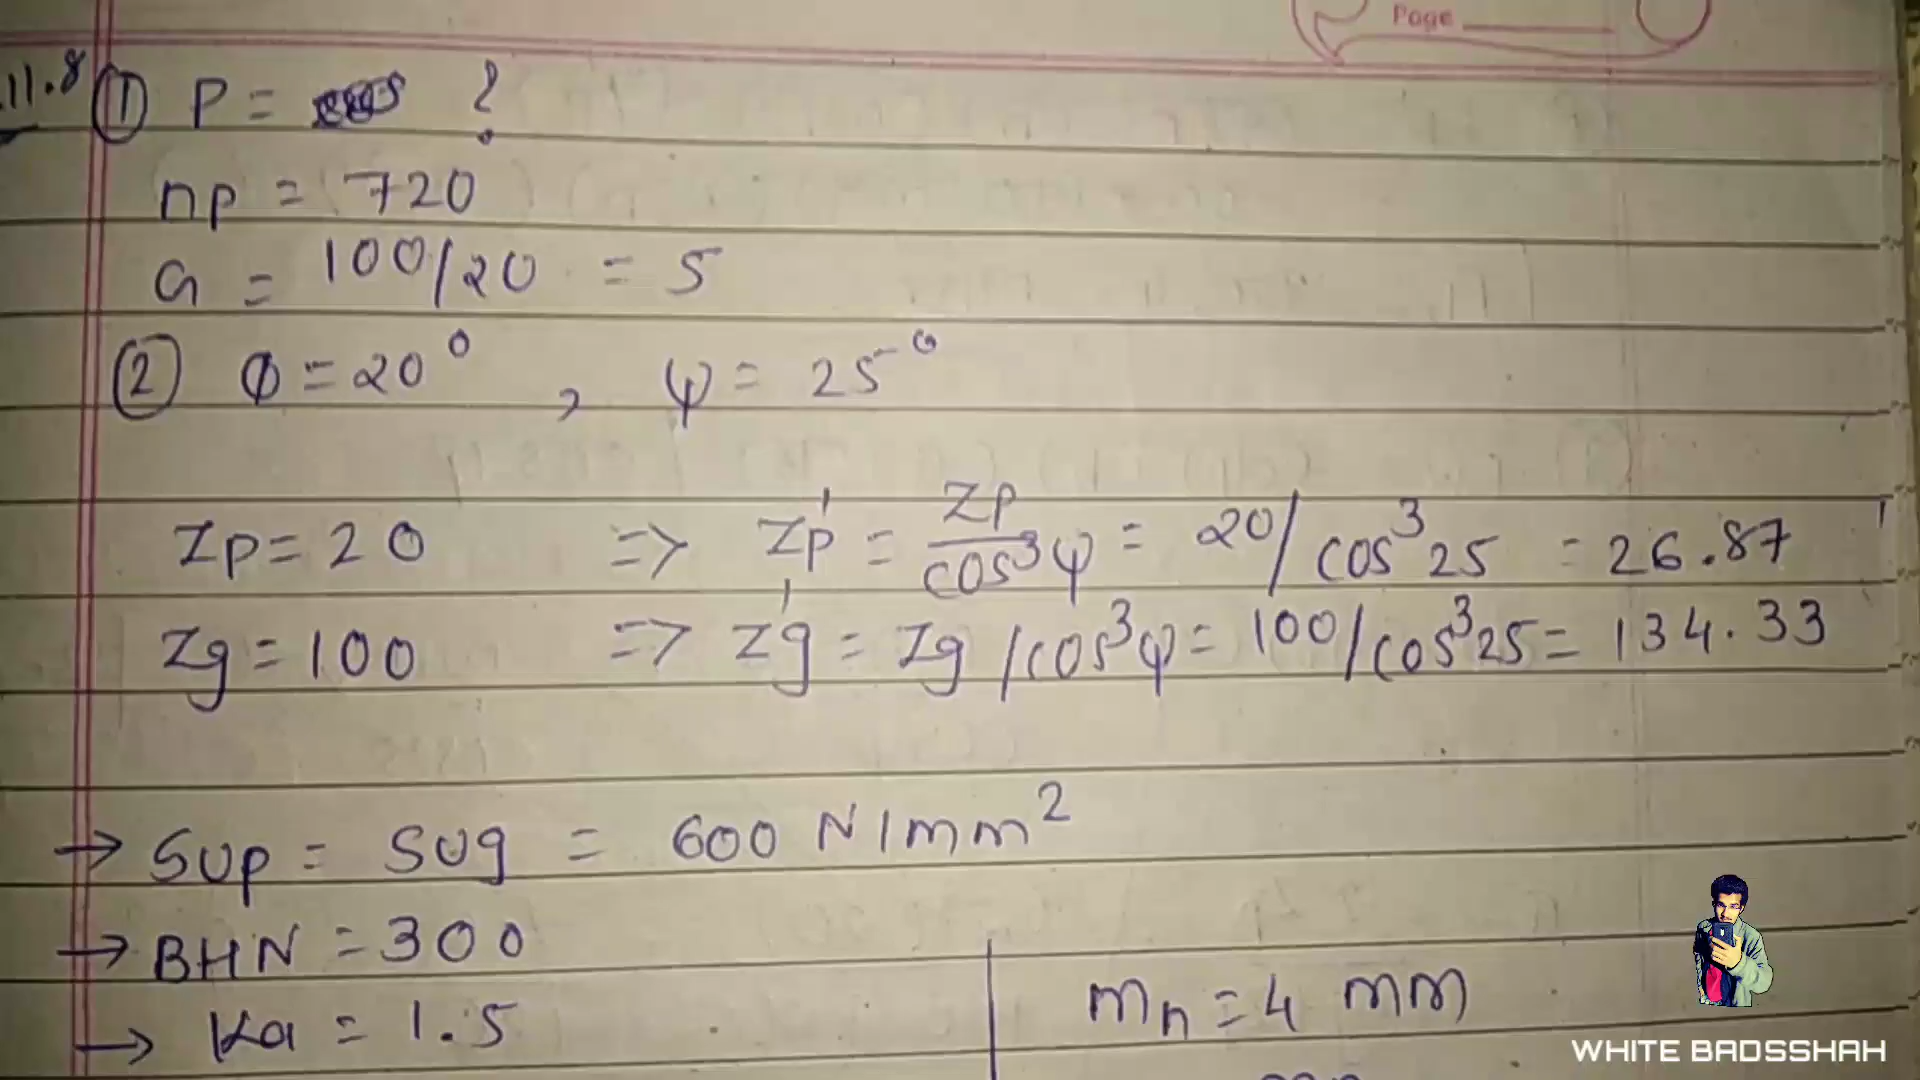 Page
11.8 ① P = ?
np = 720
G = 100/20 = 5
② Φ = 20°, ψ = 25°
Zp = 20 => Zp' = Zp/cos³ψ = 20/cos³25 = 26.87
Zg = 100 => Zg' = Zg/cos³ψ = 100/cos³25 = 134.33
→ Sup = Sug = 600 N/mm²
→ BHN = 300
→ Ka = 1.5
mn = 4 mm
WHITE BADSSHAH